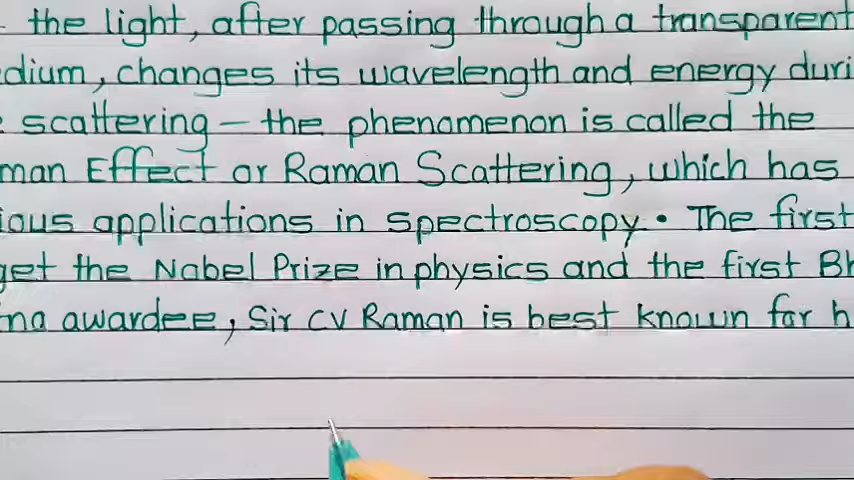 the light, after passing through a transparent
dium, changes its wavelength and energy duri
scattering – the phenomenon is called the
man Effect or Raman Scattering, which has
ious applications in spectroscopy. The first
get the Nobel Prize in physics and the first Bh
na awardee, Sir CV Raman is best known for h